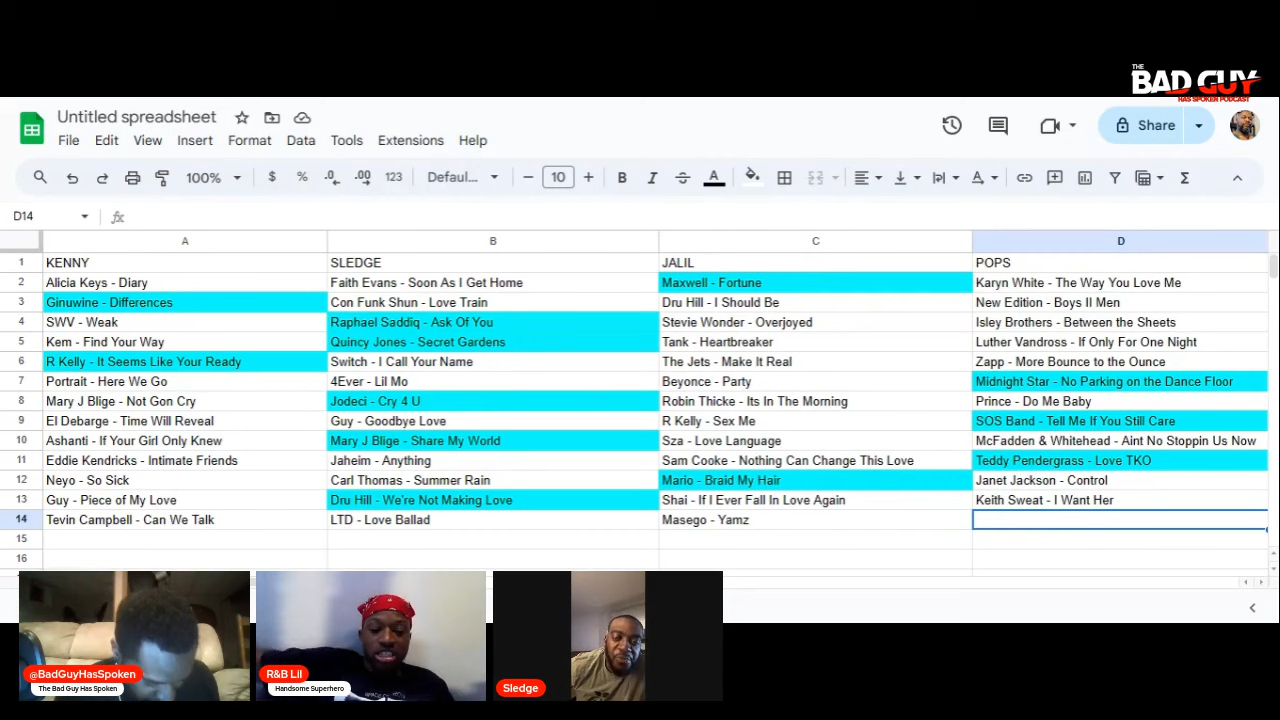 THE
BAD GUY
HAS SPOKEN PODCAST
Untitled spreadsheet
File Edit View Insert Format Data Tools Extensions Help
Share
100% $ % .0 .00 123 Defaul... 10 B I A
D14 fx
A B C D
1 KENNY SLEDGE JALIL POPS
2 Alicia Keys - Diary Faith Evans - Soon As I Get Home Maxwell - Fortune Karyn White - The Way You Love Me
3 Ginuwine - Differences Con Funk Shun - Love Train Dru Hill - I Should Be New Edition - Boys II Men
4 SWV - Weak Raphael Saddiq - Ask Of You Stevie Wonder - Overjoyed Isley Brothers - Between the Sheets
5 Kem - Find Your Way Quincy Jones - Secret Gardens Tank - Heartbreaker Luther Vandross - If Only For One Night
6 R Kelly - It Seems Like Your Ready Switch - I Call Your Name The Jets - Make It Real Zapp - More Bounce to the Ounce
7 Portrait - Here We Go 4Ever - Lil Mo Beyonce - Party Midnight Star - No Parking on the Dance Floor
8 Mary J Blige - Not Gon Cry Jodeci - Cry 4 U Robin Thicke - Its In The Morning Prince - Do Me Baby
9 El Debarge - Time Will Reveal Guy - Goodbye Love R Kelly - Sex Me SOS Band - Tell Me If You Still Care
10 Ashanti - If Your Girl Only Knew Mary J Blige - Share My World Sza - Love Language McFadden & Whitehead - Aint No Stoppin Us Now
11 Eddie Kendricks - Intimate Friends Jaheim - Anything Sam Cooke - Nothing Can Change This Love Teddy Pendergrass - Love TKO
12 Neyo - So Sick Carl Thomas - Summer Rain Mario - Braid My Hair Janet Jackson - Control
13 Guy - Piece of My Love Dru Hill - We're Not Making Love Shai - If I Ever Fall In Love Again Keith Sweat - I Want Her
14 Tevin Campbell - Can We Talk LTD - Love Ballad Masego - Yamz
15
16
@BadGuyHasSpoken
The Bad Guy Has Spoken
R&B Lil
Handsome Superhero
Sledge